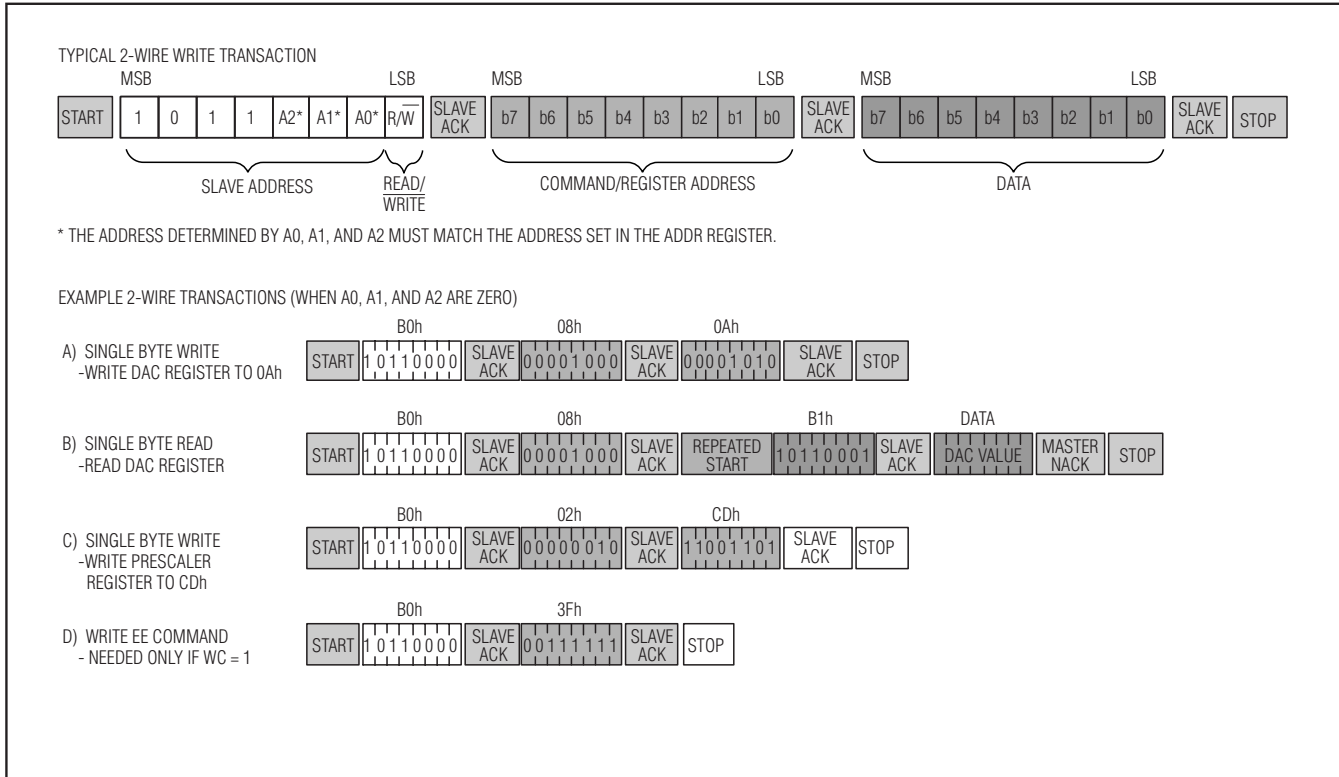 TYPICAL 2-WIRE WRITE TRANSACTION
MSB LSB MSB LSB MSB LSB
START 1 0 1 1 A2* A1* A0* R/W̅ SLAVE ACK b7 b6 b5 b4 b3 b2 b1 b0 SLAVE ACK b7 b6 b5 b4 b3 b2 b1 b0 SLAVE ACK STOP
SLAVE ADDRESS READ/ COMMAND/REGISTER ADDRESS DATA
WRITE
* THE ADDRESS DETERMINED BY A0, A1, AND A2 MUST MATCH THE ADDRESS SET IN THE ADDR REGISTER.
EXAMPLE 2-WIRE TRANSACTIONS (WHEN A0, A1, AND A2 ARE ZERO)
B0h 08h 0Ah
A) SINGLE BYTE WRITE
-WRITE DAC REGISTER TO 0Ah
START 10110000 SLAVE ACK 00001000 SLAVE ACK 00001010 SLAVE ACK STOP
B0h 08h B1h DATA
B) SINGLE BYTE READ
-READ DAC REGISTER
START 10110000 SLAVE ACK 00001000 SLAVE ACK REPEATED START 10110001 SLAVE ACK DAC VALUE MASTER NACK STOP
B0h 02h CDh
C) SINGLE BYTE WRITE
-WRITE PRESCALER
REGISTER TO CDh
START 10110000 SLAVE ACK 00000010 SLAVE ACK 11001101 SLAVE ACK STOP
B0h 3Fh
D) WRITE EE COMMAND
- NEEDED ONLY IF WC = 1
START 10110000 SLAVE ACK 00111111 SLAVE ACK STOP